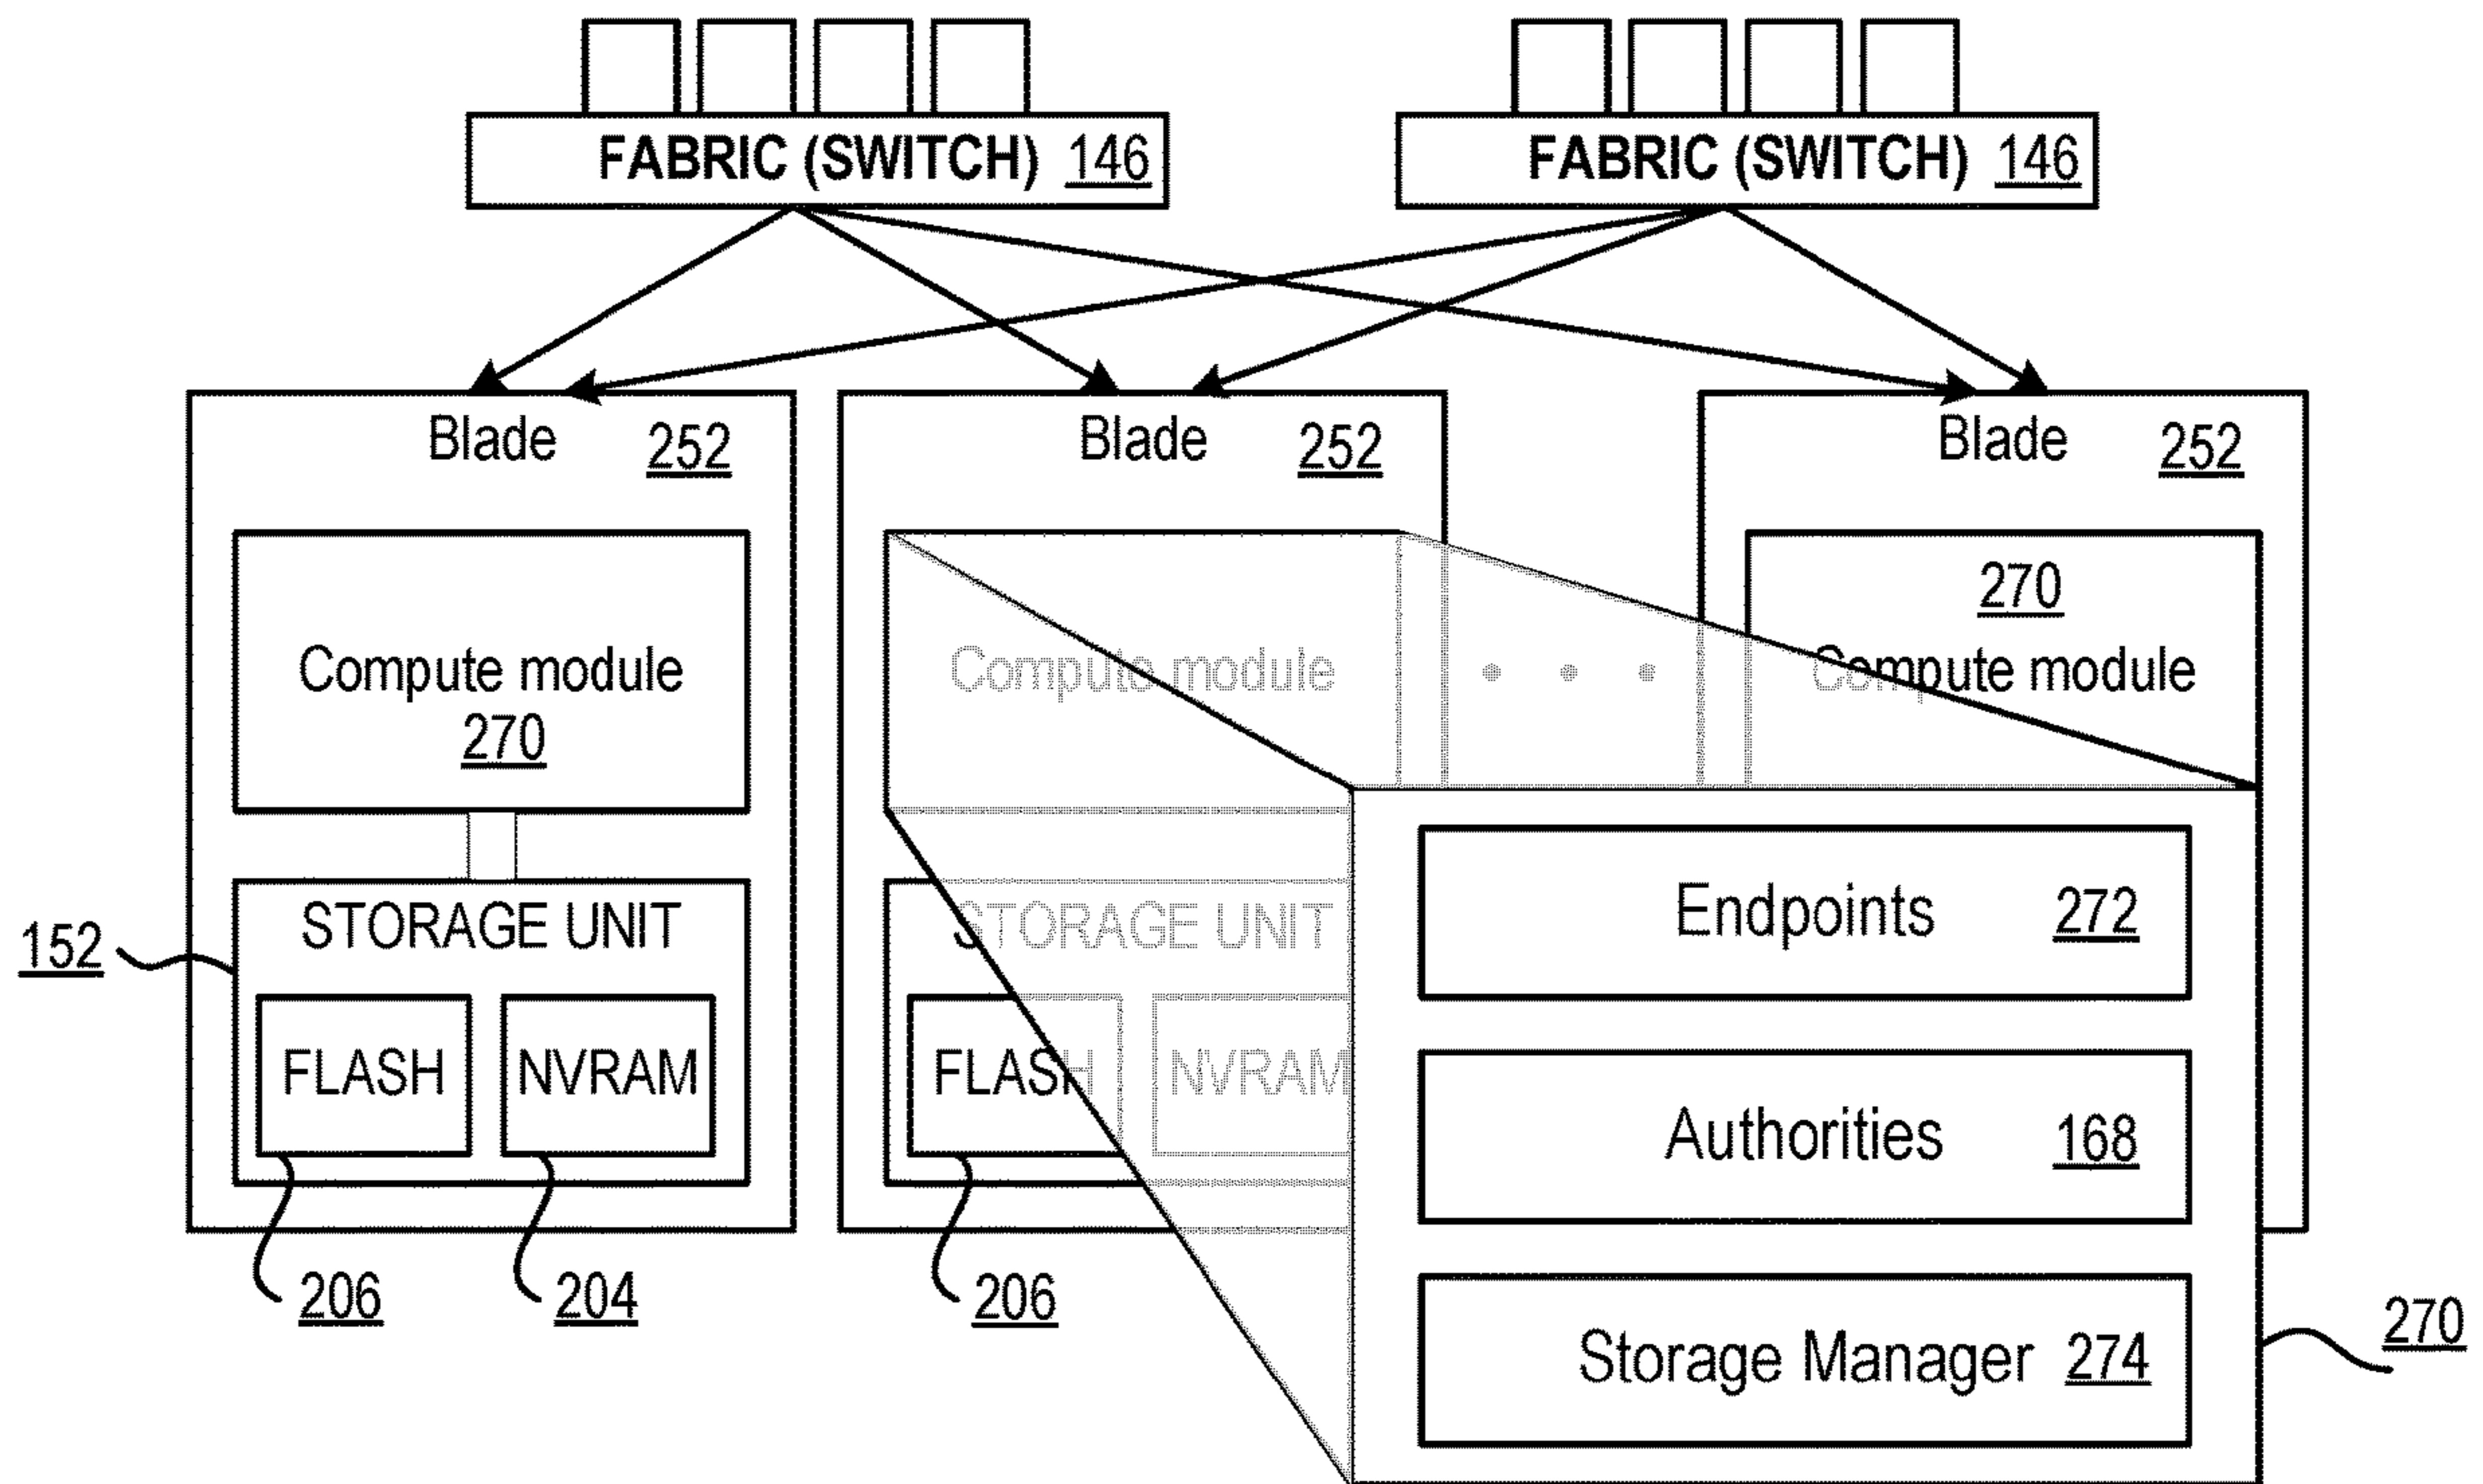 FABRIC (SWITCH) 146
FABRIC (SWITCH) 146
Blade 252
Blade 252
Blade 252
Compute module
270
Compute module
• • •
270
Compute module
152
STORAGE UNIT
FLASH
NVRAM
206
204
STORAGE UNIT
FLASH
NVRAM
206
Endpoints 272
Authorities 168
Storage Manager 274
270